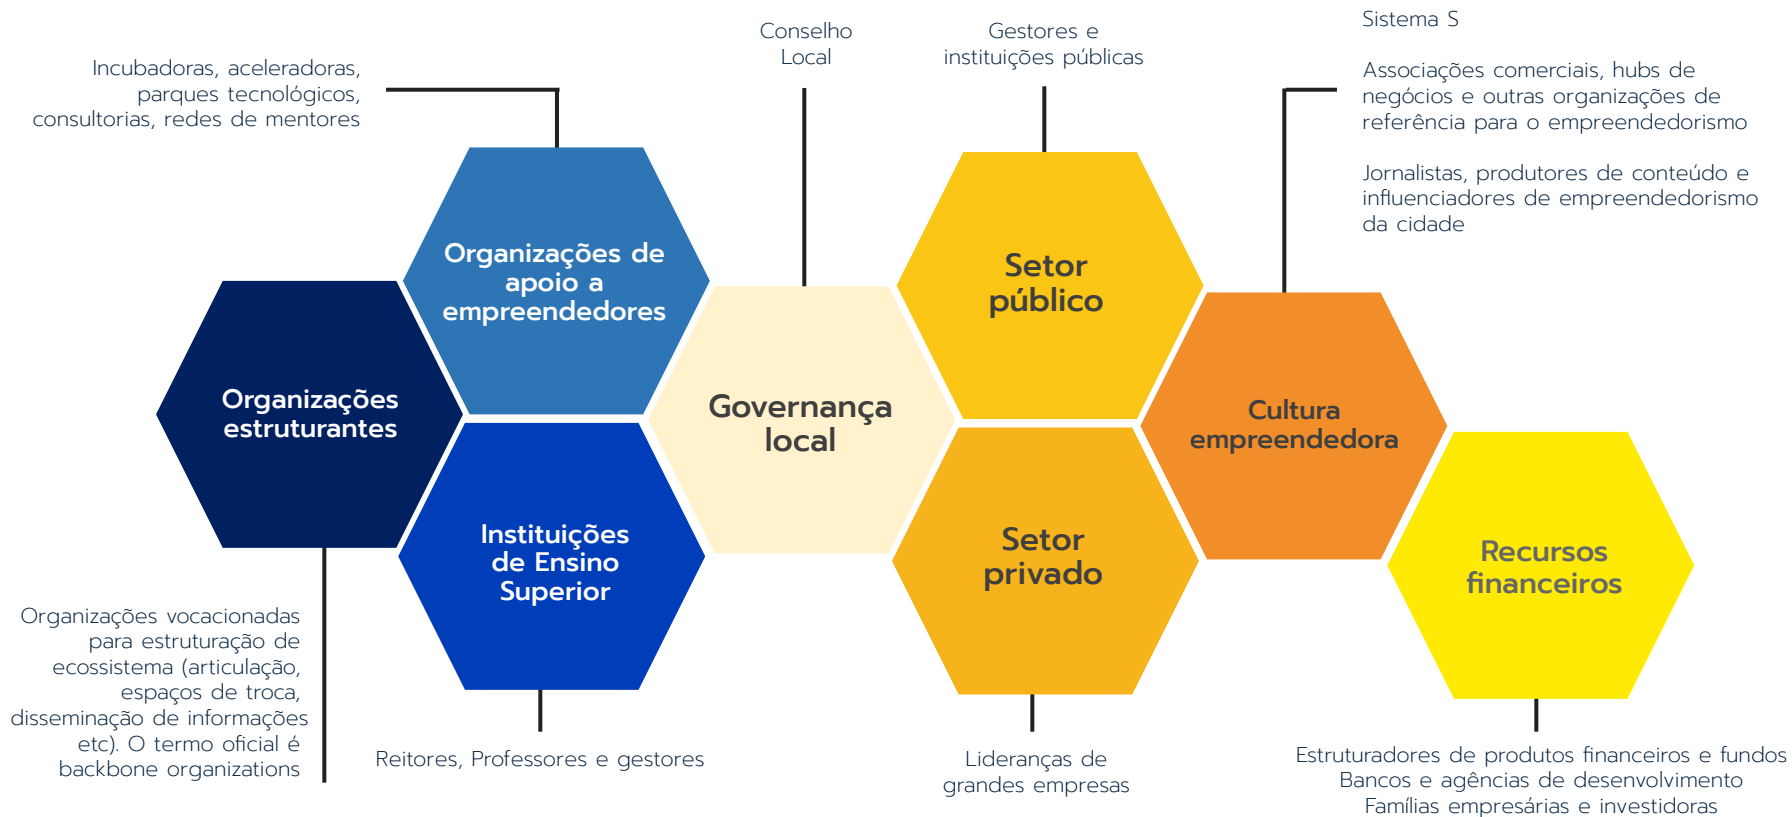 Incubadoras, aceleradoras,
parques tecnológicos,
consultorias, redes de mentores
Conselho
Local
Gestores e
instituições públicas
Sistema S
Associações comerciais, hubs de
negócios e outras organizações de
referência para o empreendedorismo
Jornalistas, produtores de conteúdo e
influenciadores de empreendedorismo
da cidade
Organizações de
apoio a
empreendedores
Setor
público
Organizações
estruturantes
Governança
local
Cultura
empreendedora
Instituições
de Ensino
Superior
Setor
privado
Recursos
financeiros
Organizações vocacionadas
para estruturação de
ecossistema (articulação,
espaços de troca,
disseminação de informações
etc). O termo oficial é
backbone organizations
Reitores, Professores e gestores
Lideranças de
grandes empresas
Estruturadores de produtos financeiros e fundos
Bancos e agências de desenvolvimento
Famílias empresárias e investidoras